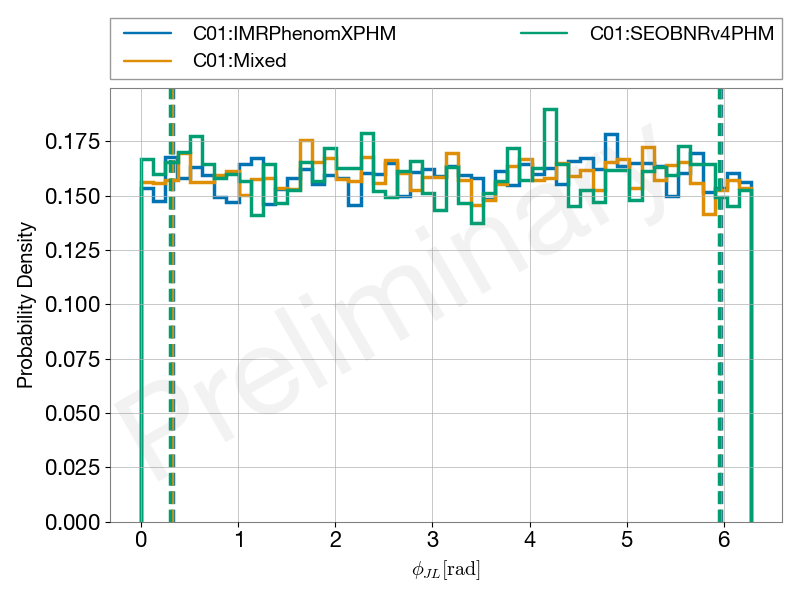 C01:IMRPhenomXPHM
C01:Mixed
C01:SEOBNRv4PHM
Probability Density
0.175
0.150
0.125
0.100
0.075
0.050
0.025
0.000
Preliminary
0 1 2 3 4 5 6
ϕ_JL[rad]